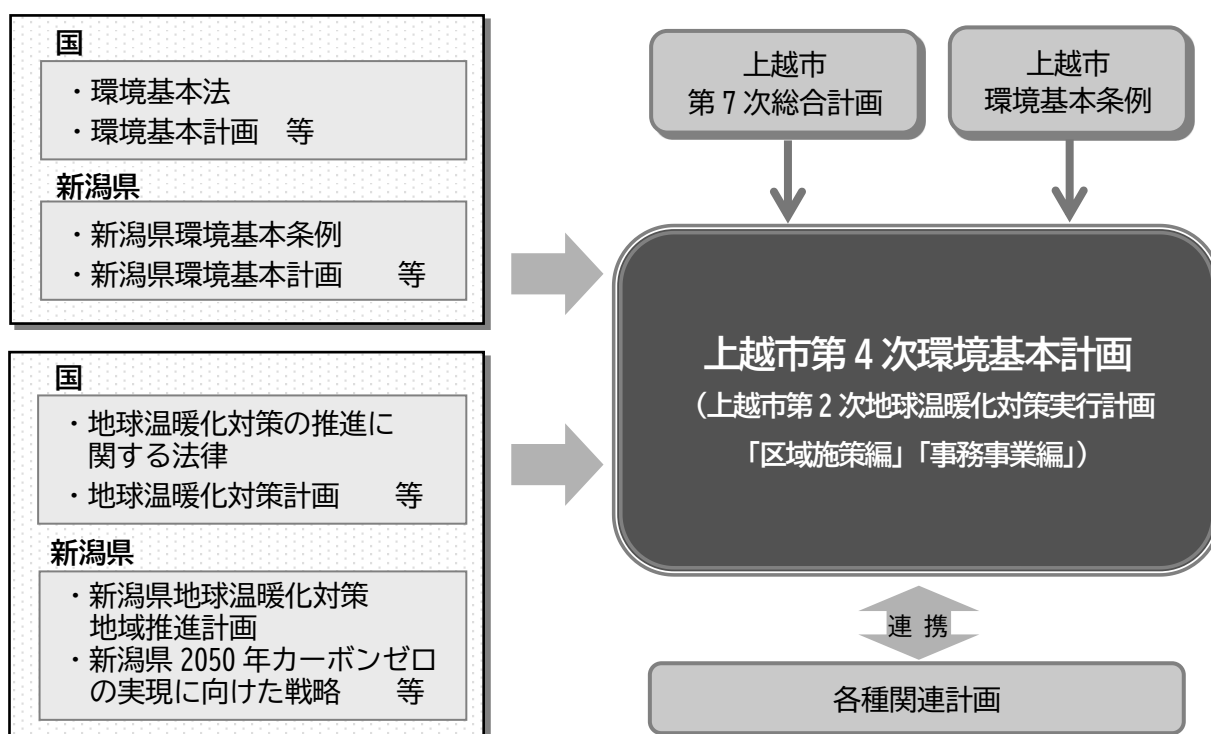 国
・環境基本法
・環境基本計画　等
新潟県
・新潟県環境基本条例
・新潟県環境基本計画　　等
国
・地球温暖化対策の推進に
関する法律
・地球温暖化対策計画　　等
新潟県
・新潟県地球温暖化対策
地域推進計画
・新潟県 2050 年カーボンゼロ
の実現に向けた戦略　　等
上越市
第７次総合計画
上越市
環境基本条例
上越市第４次環境基本計画
（上越市第２次地球温暖化対策実行計画
「区域施策編」「事務事業編」）
連 携
各種関連計画